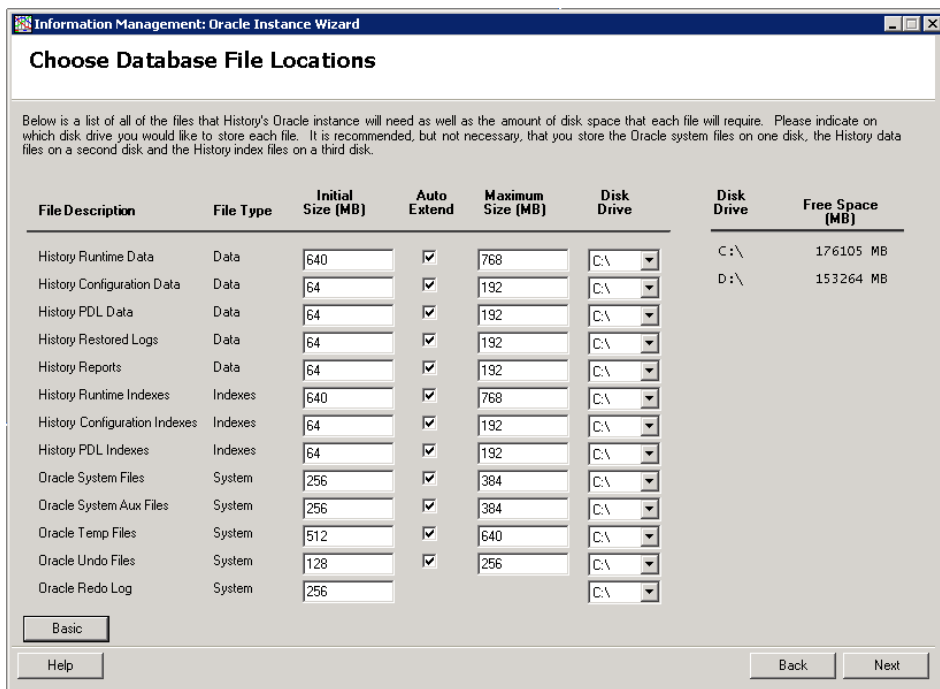 Information Management: Oracle Instance Wizard
Choose Database File Locations
Below is a list of all of the files that History's Oracle instance will need as well as the amount of disk space that each file will require. Please indicate on
which disk drive you would like to store each file. It is recommended, but not necessary, that you store the Oracle system files on one disk, the History data
files on a second disk and the History index files on a third disk.
File Description File Type Initial Size (MB) Auto Extend Maximum Size (MB) Disk Drive Disk Drive Free Space (MB)
History Runtime Data Data 640 768 C:\ C:\ 176105 MB
History Configuration Data Data 64 192 C:\ D:\ 153264 MB
History PDL Data Data 64 192 C:\
History Restored Logs Data 64 192 C:\
History Reports Data 64 192 C:\
History Runtime Indexes Indexes 640 768 C:\
History Configuration Indexes Indexes 64 192 C:\
History PDL Indexes Indexes 64 192 C:\
Oracle System Files System 256 384 C:\
Oracle System Aux Files System 256 384 C:\
Oracle Temp Files System 512 640 C:\
Oracle Undo Files System 128 256 C:\
Oracle Redo Log System 256 C:\
Basic
Help Back Next